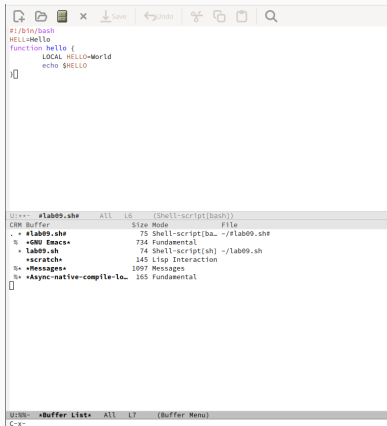 Save Undo
#!/bin/bash
HELL=Hello
function hello {
LOCAL HELLO=World
echo $HELLO
}
U:**- #lab09.sh# All L6 (Shell-script[bash])
CRM Buffer Size Mode File
. * #lab09.sh# 75 Shell-script[ba… ~/#lab09.sh#
% *GNU Emacs* 734 Fundamental
* lab09.sh 74 Shell-script[sh] ~/lab09.sh
*scratch* 145 Lisp Interaction
%* *Messages* 1097 Messages
%* *Async-native-compile-lo… 165 Fundamental
U:%%- *Buffer List* All L7 (Buffer Menu)
C-x-